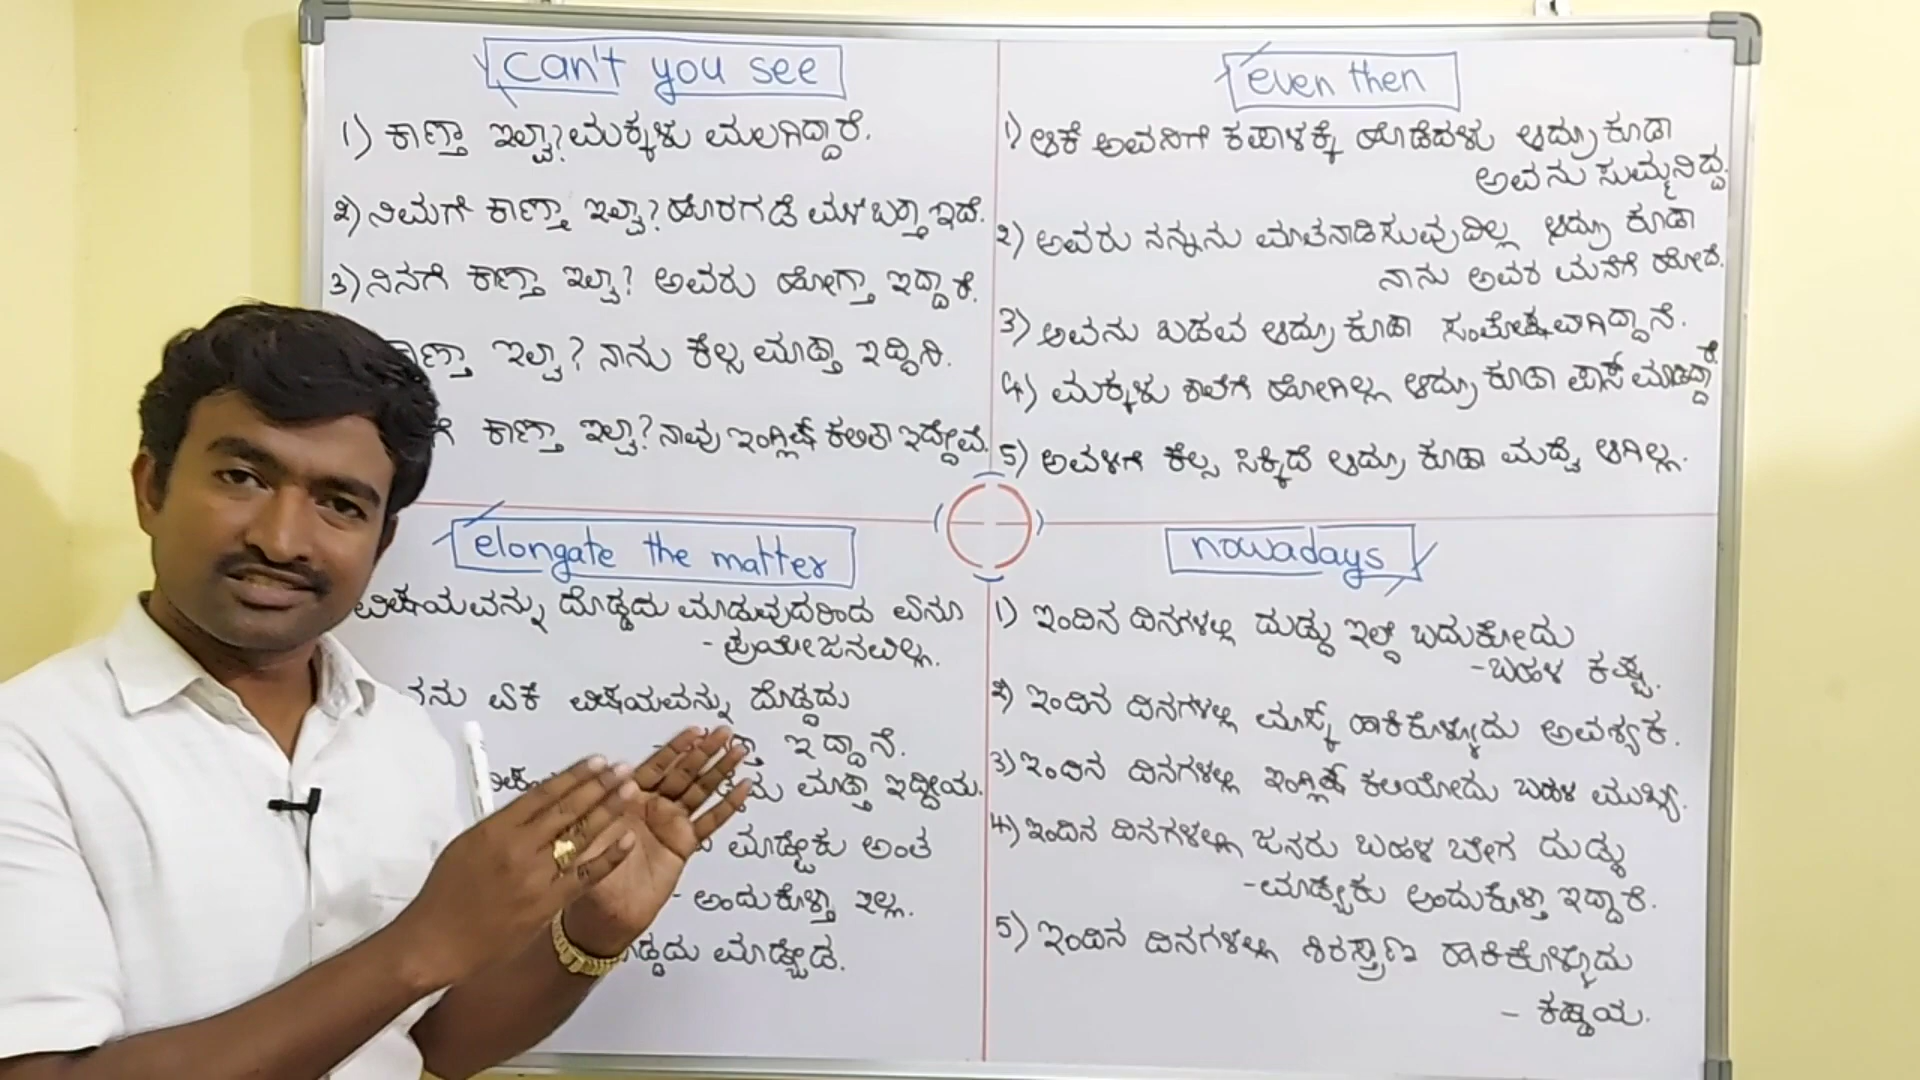 can't you see
1) ಕಾಣ್ತಾ ಇಲ್ವಾ? ಮಕ್ಕಳು ಮಲಗಿದ್ದಾರೆ.
2) ನಿಮಗೆ ಕಾಣ್ತಾ ಇಲ್ವಾ? ಹೊರಗಡೆ ಮಳೆ ಬರ್ತಾ ಇದೆ.
3) ನಿನಗೆ ಕಾಣ್ತಾ ಇಲ್ವಾ? ಅವರು ಹೋಗ್ತಾ ಇದ್ದಾರೆ.
ಇಲ್ವಾ? ನಾನು ಕೆಲ್ಸ ಮಾಡ್ತಾ ಇದ್ದಿನಿ.
ಕಾಣ್ತಾ ಇಲ್ವಾ? ನಾವು ಇಂಗ್ಲಿಷ್ ಕಲಿತಾ ಇದ್ದೇವೆ.
even then
1) ಆಕೆ ಅವನಿಗೆ ಕಪಾಳಕ್ಕೆ ಹೊಡೆದಳು ಆದ್ರು ಕೂಡಾ
ಅವನು ಸುಮ್ಮನಿದ್ದ.
2) ಅವರು ನನ್ನನು ಮಾತನಾಡಿಸುವುದಿಲ್ಲ ಆದ್ರು ಕೂಡಾ
ನಾನು ಅವರ ಮನೆಗೆ ಹೋದೆ.
3) ಅವನು ಬಡವ ಆದ್ರು ಕೂಡಾ ಸಂತೋಷವಾಗಿದ್ದಾನೆ.
4) ಮಕ್ಕಳು ಶಾಲೆಗೆ ಹೋಗಿಲ್ಲ ಆದ್ರು ಕೂಡಾ ಪಾಸ್ ಮಾಡಿದ್ದಾರೆ.
5) ಅವಳಿಗೆ ಕೆಲ್ಸ ಸಿಕ್ಕಿದೆ ಆದ್ರು ಕೂಡಾ ಮದ್ವೆ ಆಗಿಲ್ಲ.
elongate the matter
ವಿಷಯವನ್ನು ದೊಡ್ಡದು ಮಾಡುವುದರಿಂದ ಏನೂ
- ಪ್ರಯೋಜನವಿಲ್ಲ.
ಏಕೆ ವಿಷಯವನ್ನು ದೊಡ್ಡದು
ಇದ್ದಾನೆ.
ಮಾಡ್ತಾ ಇದ್ದೀಯ.
ಮಾಡ್ಬೇಕು ಅಂತ
- ಅಂದುಕೊಳ್ತಾ ಇಲ್ಲ.
ಮಾಡ್ಬೇಡ.
nowadays
1) ಇಂದಿನ ದಿನಗಳಲ್ಲಿ ದುಡ್ಡು ಇಲ್ದೆ ಬದುಕೋದು
- ಬಹಳ ಕಷ್ಟ.
2) ಇಂದಿನ ದಿನಗಳಲ್ಲಿ ಮಾಸ್ಕ್ ಹಾಕಿಕೊಳ್ಳೋದು ಅವಶ್ಯಕ.
3) ಇಂದಿನ ದಿನಗಳಲ್ಲಿ ಇಂಗ್ಲಿಷ್ ಕಲಿಯೋದು ಬಹಳ ಮುಖ್ಯ.
4) ಇಂದಿನ ದಿನಗಳಲ್ಲಿ ಜನರು ಬಹಳ ಬೇಗ ದುಡ್ಡು
- ಮಾಡ್ಬೇಕು ಅಂದುಕೊಳ್ತಾ ಇದ್ದಾರೆ.
5) ಇಂದಿನ ದಿನಗಳಲ್ಲಿ ಶಿರಸ್ತ್ರಾಣ ಹಾಕಿಕೊಳ್ಳೋದು
- ಕಡ್ಡಾಯ.